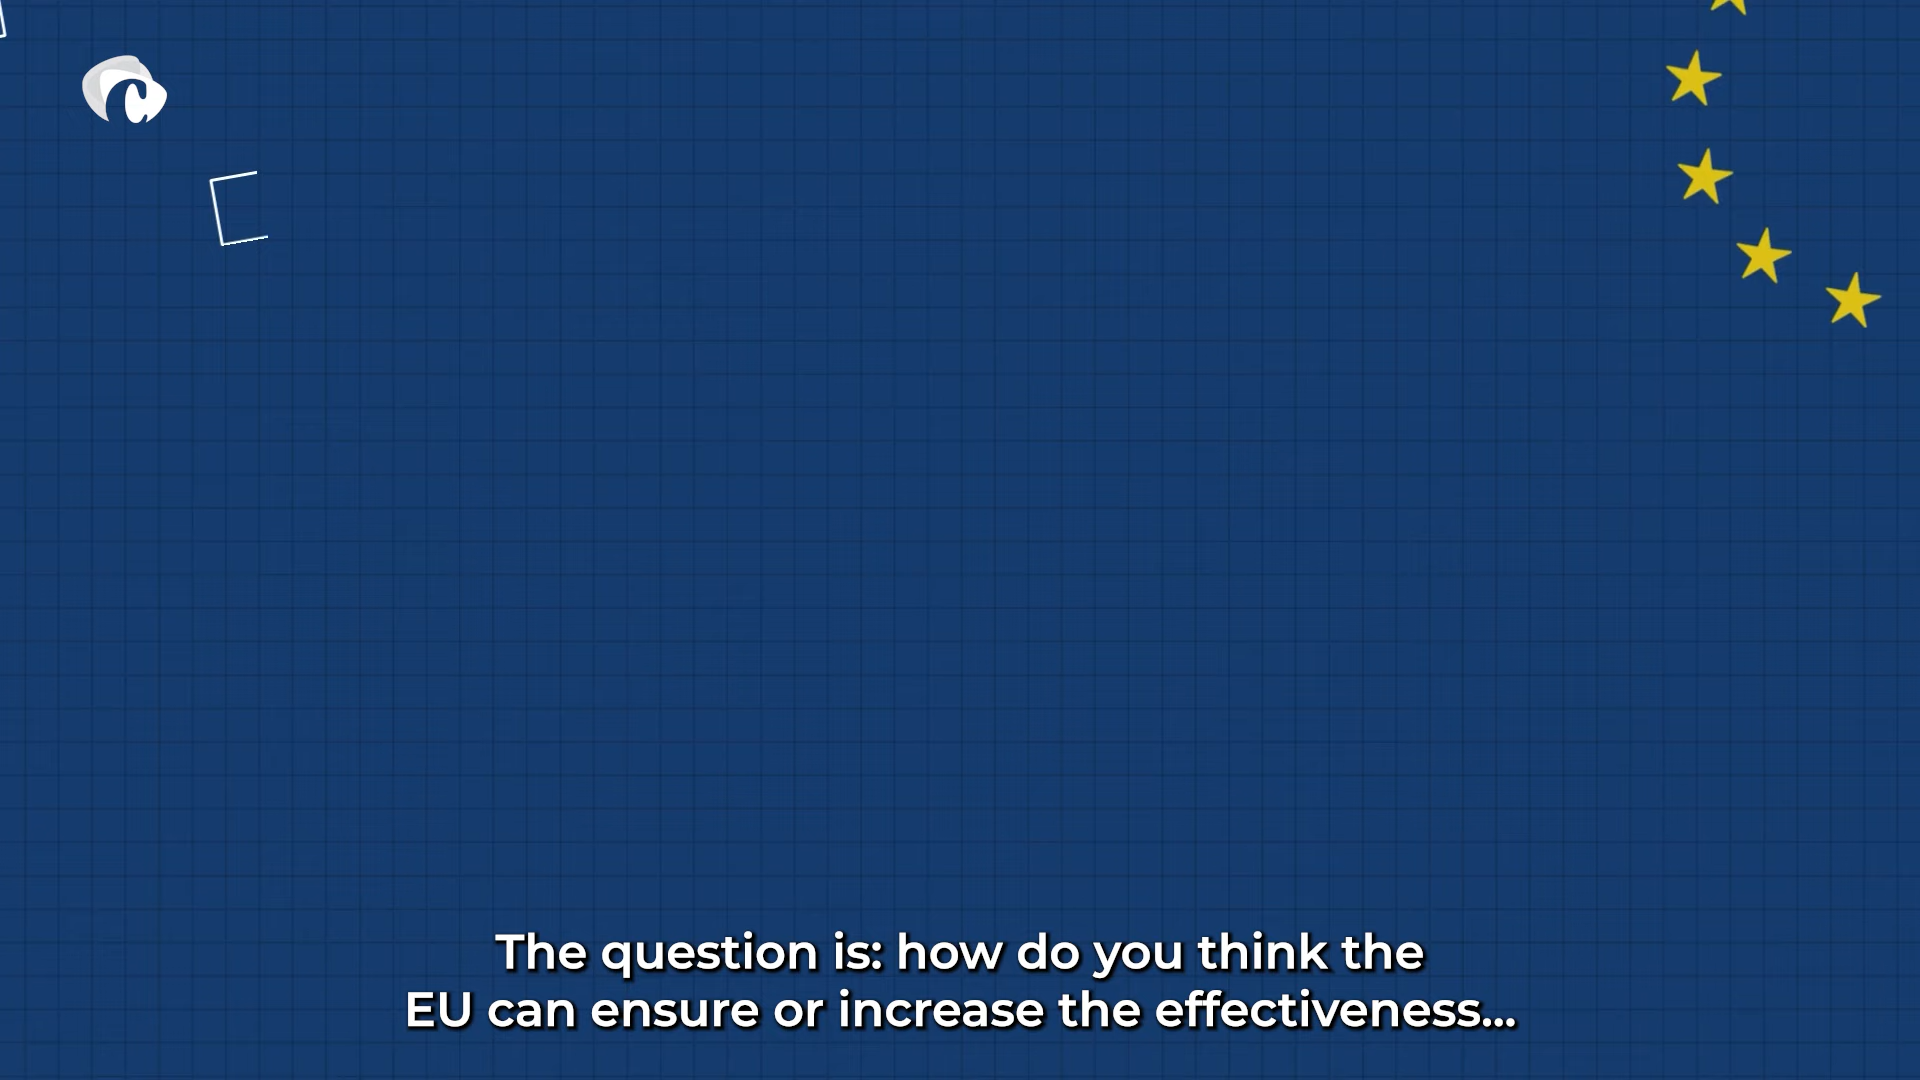 The question is: how do you think the
EU can ensure or increase the effectiveness...